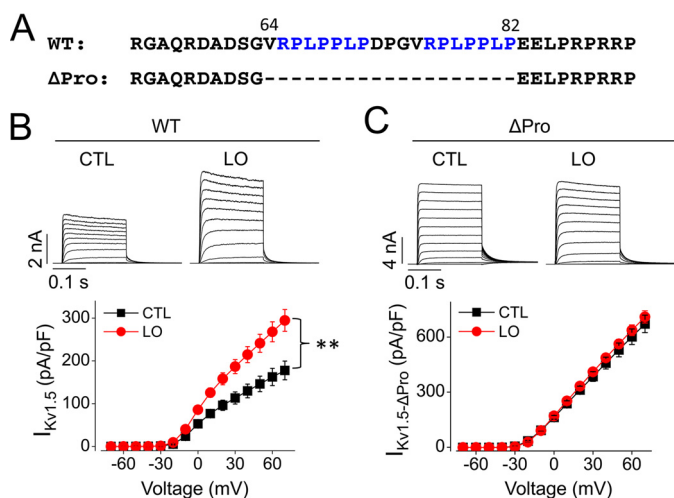 A
64 82
WT: RGAQRDADSGVRPLPPLPDPGVRPLPPLPEELPRPRRP
ΔPro: RGAQRDADSG-------------------EELPRPRRP
B
WT
CTL LO
2 nA
0.1 s
CTL
LO
**
300
200
100
0
I Kv1.5 (pA/pF)
-60 -30 0 30 60
Voltage (mV)
C
ΔPro
CTL LO
4 nA
0.1 s
CTL
LO
600
300
0
I Kv1.5-ΔPro (pA/pF)
-60 -30 0 30 60
Voltage (mV)